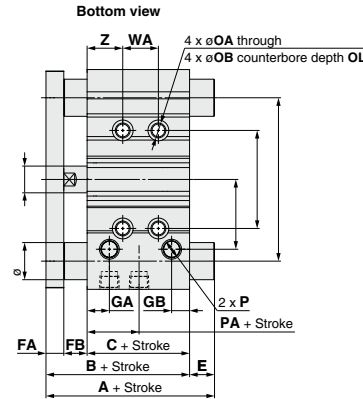 Bottom view
Z WA
4 x øOA through
4 x øOB counterbore depth OL
ø
GA GB
2 x P
PA + Stroke
FA FB C + Stroke E
B + Stroke
A + Stroke